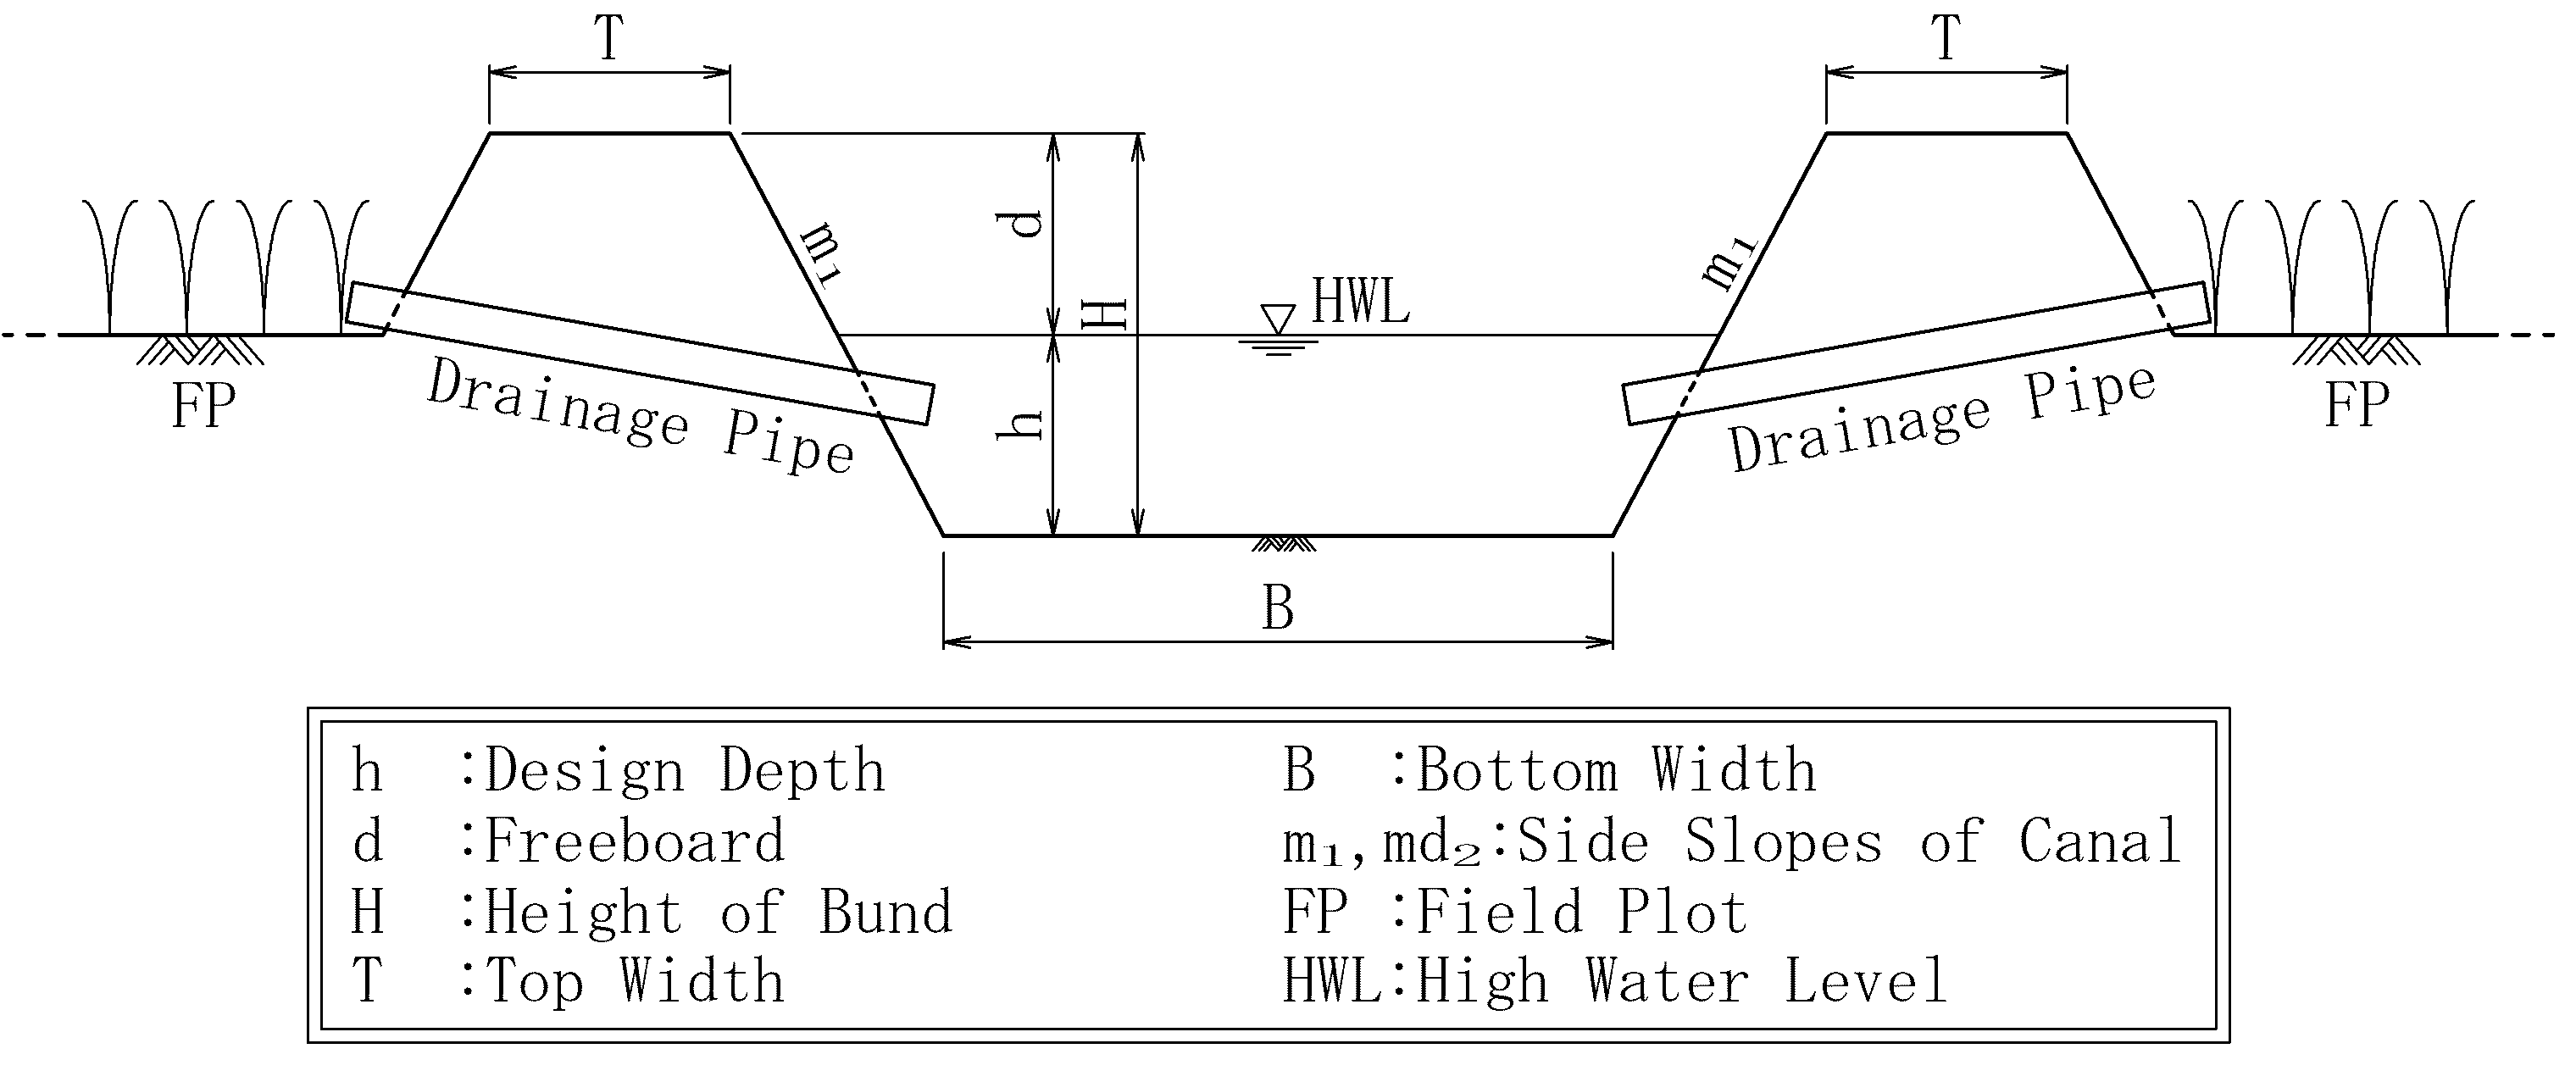 T T
m₁ d m₁
H
HWL
h
FP Drainage Pipe Drainage Pipe FP
B
h :Design Depth B :Bottom Width
d :Freeboard m₁,md₂:Side Slopes of Canal
H :Height of Bund FP :Field Plot
T :Top Width HWL:High Water Level